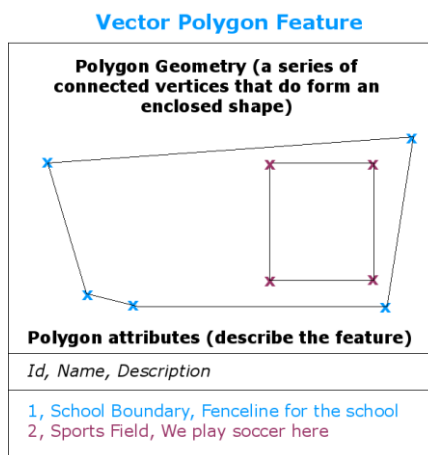 Vector Polygon Feature
Polygon Geometry (a series of
connected vertices that do form an
enclosed shape)
Polygon attributes (describe the feature)
Id, Name, Description
1, School Boundary, Fenceline for the school
2, Sports Field, We play soccer here